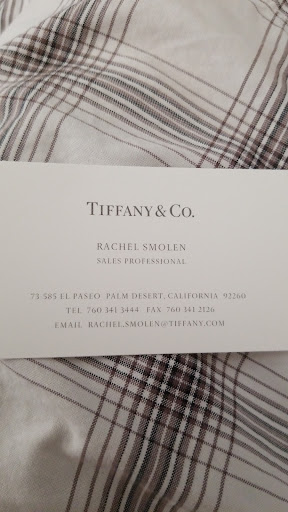 TIFFANY & CO.
RACHEL SMOLEN
SALES PROFESSIONAL
73-585 EL PASEO PALM DESERT, CALIFORNIA 92260
TEL 760 341 3444 FAX 760 341 2126
EMAIL RACHEL.SMOLEN@TIFFANY.COM